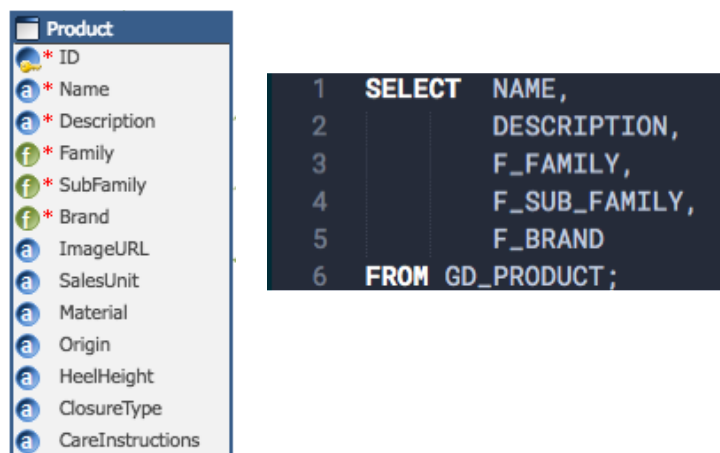 Product
* ID
* Name
* Description
* Family
* SubFamily
* Brand
ImageURL
SalesUnit
Material
Origin
HeelHeight
ClosureType
CareInstructions
1 SELECT NAME,
2 DESCRIPTION,
3 F_FAMILY,
4 F_SUB_FAMILY,
5 F_BRAND
6 FROM GD_PRODUCT;